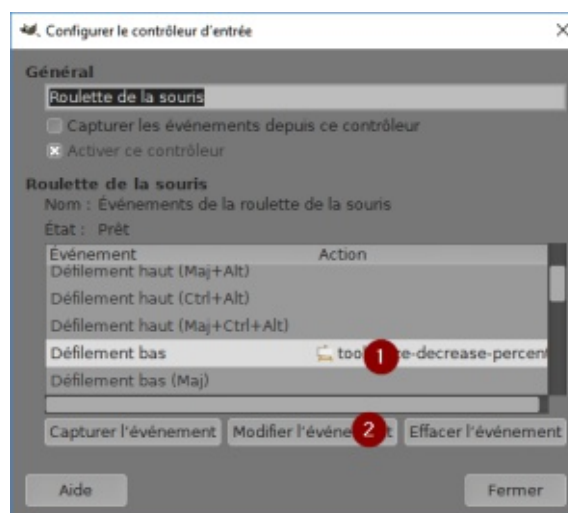 Configurer le contrôleur d'entrée
Général
Roulette de la souris
Capturer les événements depuis ce contrôleur
Activer ce contrôleur
Roulette de la souris
Nom : Événements de la roulette de la souris
État : Prêt
Événement Action
Défilement haut (Maj+Alt)
Défilement haut (Ctrl+Alt)
Défilement haut (Maj+Ctrl+Alt)
Défilement bas 1
Défilement bas (Maj)
Capturer l'événement Modifier 2 Effacer l'événement
Aide Fermer